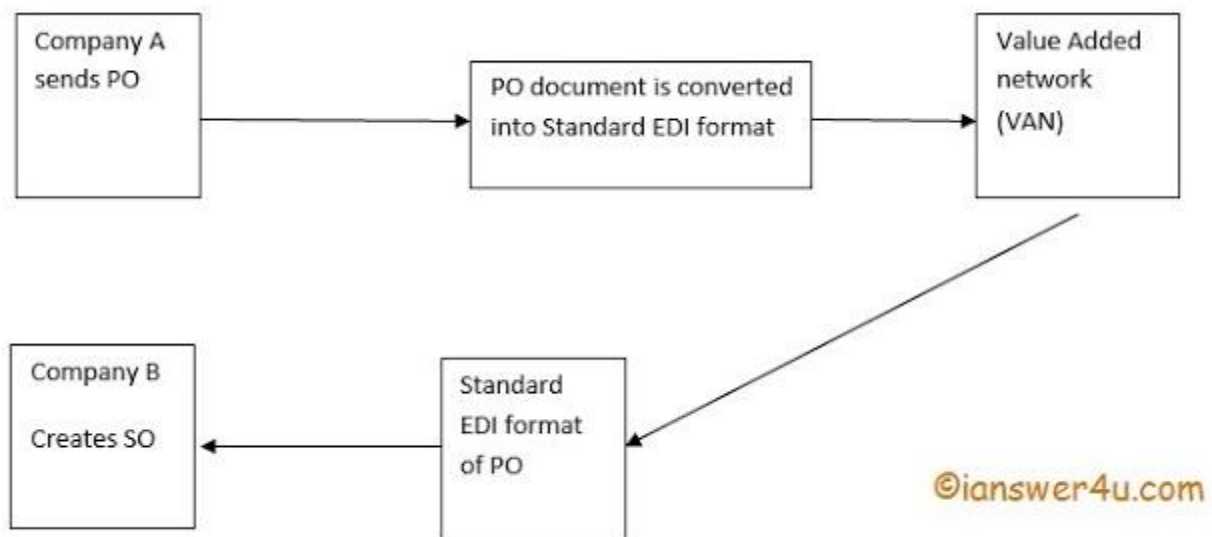 Company A
sends PO
PO document is converted
into Standard EDI format
Value Added
network
(VAN)
Standard
EDI format
of PO
Company B
Creates SO
©ianswer4u.com